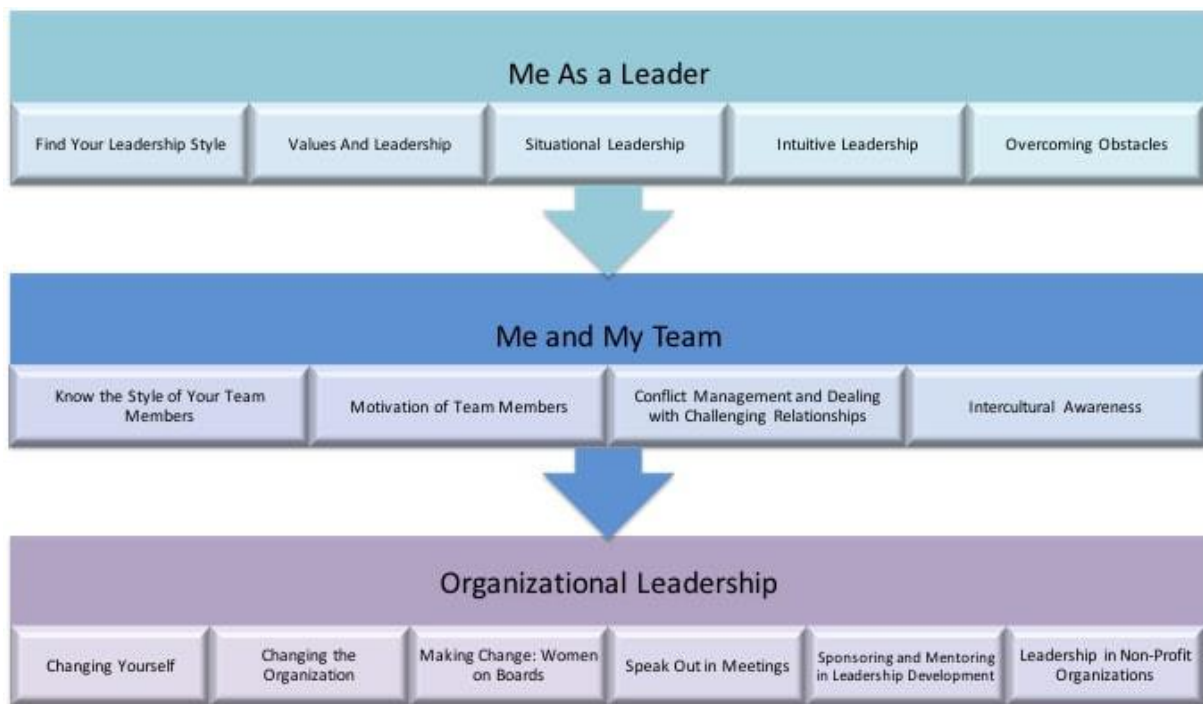 Me As a Leader
Find Your Leadership Style
Values And Leadership
Situational Leadership
Intuitive Leadership
Overcoming Obstacles
Me and My Team
Know the Style of Your Team
Members
Motivation of Team Members
Conflict Management and Dealing
with Challenging Relationships
Intercultural Awareness
Organizational Leadership
Changing Yourself
Changing the
Organization
Making Change: Women
on Boards
Speak Out in Meetings
Sponsoring and Mentoring
in Leadership Development
Leadership in Non-Profit
Organizations